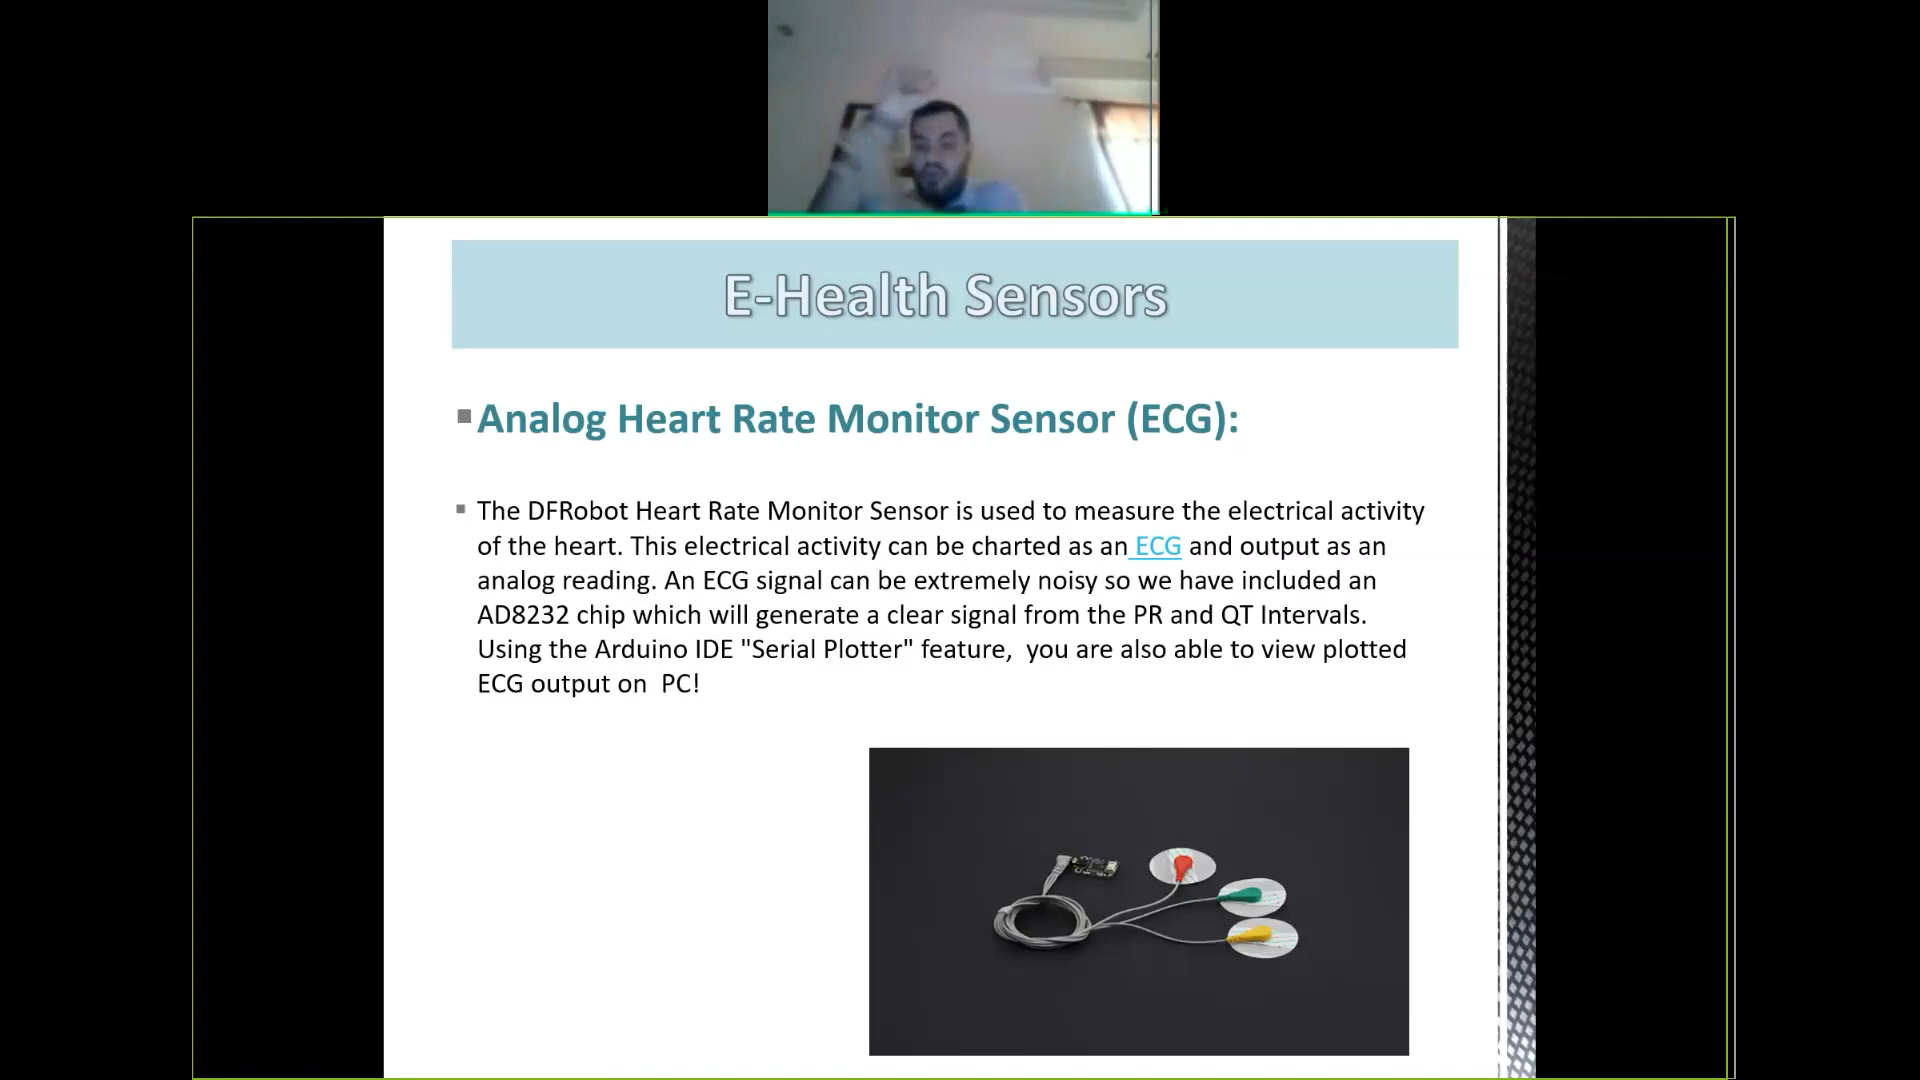 E-Health Sensors
Analog Heart Rate Monitor Sensor (ECG):
The DFRobot Heart Rate Monitor Sensor is used to measure the electrical activity
of the heart. This electrical activity can be charted as an ECG and output as an
analog reading. An ECG signal can be extremely noisy so we have included an
AD8232 chip which will generate a clear signal from the PR and QT Intervals.
Using the Arduino IDE "Serial Plotter" feature,  you are also able to view plotted
ECG output on  PC!